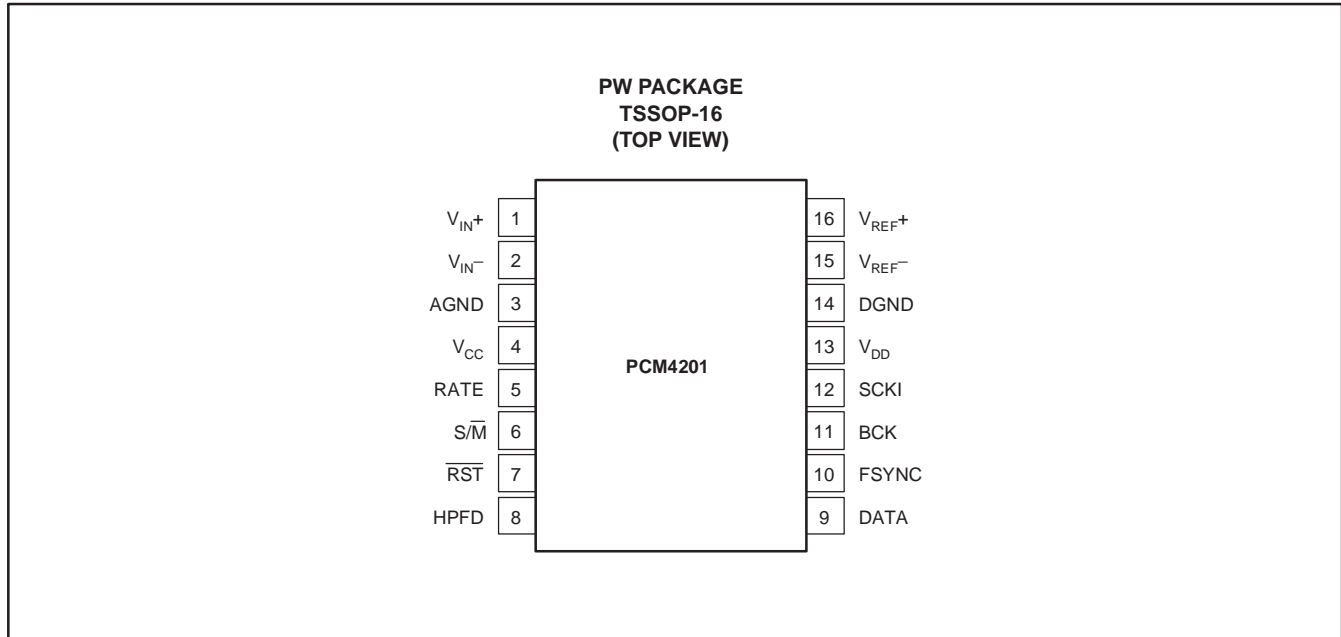 PW PACKAGE
TSSOP-16
(TOP VIEW)
V_IN+ 1 16 V_REF+
V_IN− 2 15 V_REF−
AGND 3 14 DGND
V_CC 4 13 V_DD
PCM4201
RATE 5 12 SCKI
S/M̅ 6 11 BCK
R̅S̅T̅ 7 10 FSYNC
HPFD 8 9 DATA